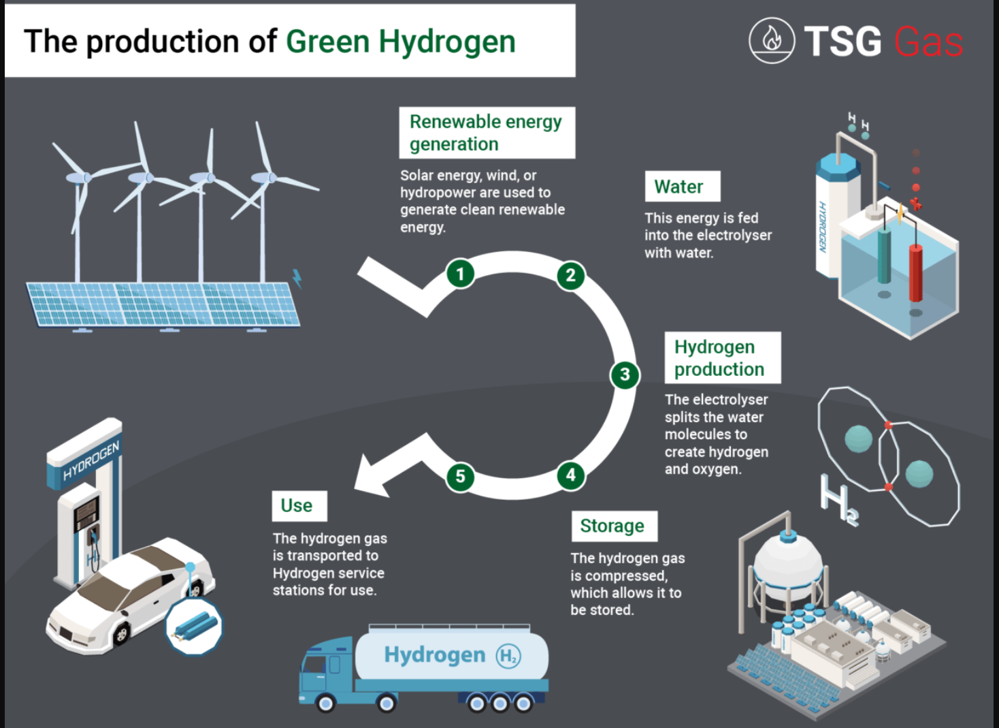 The production of Green Hydrogen
TSG Gas
Renewable energy
generation
Solar energy, wind, or
hydropower are used to
generate clean renewable
energy.
Water
This energy is fed
into the electrolyser
with water.
H H
HYDROGEN
1
2
3
4
5
Hydrogen
production
The electrolyser
splits the water
molecules to
create hydrogen
and oxygen.
H2
Storage
The hydrogen gas
is compressed,
which allows it to
be stored.
Use
The hydrogen gas
is transported to
Hydrogen service
stations for use.
HYDROGEN
Hydrogen H2